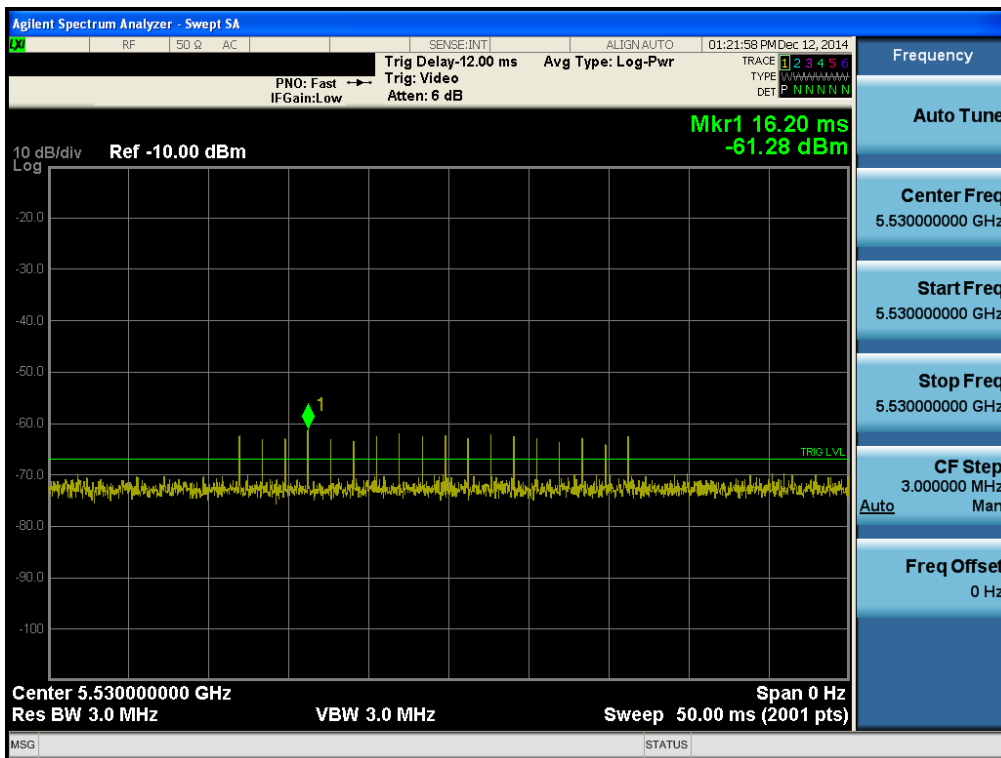 Agilent Spectrum Analyzer - Swept SA
LXI RF 50 Ω AC SENSE:INT ALIGN AUTO 01:21:58 PM Dec 12, 2014
PNO: Fast
IFGain:Low
Trig Delay-12.00 ms
Trig: Video
Atten: 6 dB
Avg Type: Log-Pwr
TRACE 1 2 3 4 5 6
TYPE
DET P N N N N N
Mkr1 16.20 ms
-61.28 dBm
10 dB/div
Log
Ref -10.00 dBm
-20.0
-30.0
-40.0
-50.0
-60.0
-70.0
-80.0
-90.0
-100
1
TRIG LVL
Center 5.530000000 GHz
Res BW 3.0 MHz
VBW 3.0 MHz
Span 0 Hz
Sweep 50.00 ms (2001 pts)
MSG
STATUS
Frequency
Auto Tune
Center Freq
5.530000000 GHz
Start Freq
5.530000000 GHz
Stop Freq
5.530000000 GHz
CF Step
3.000000 MHz
Auto Man
Freq Offset
0 Hz